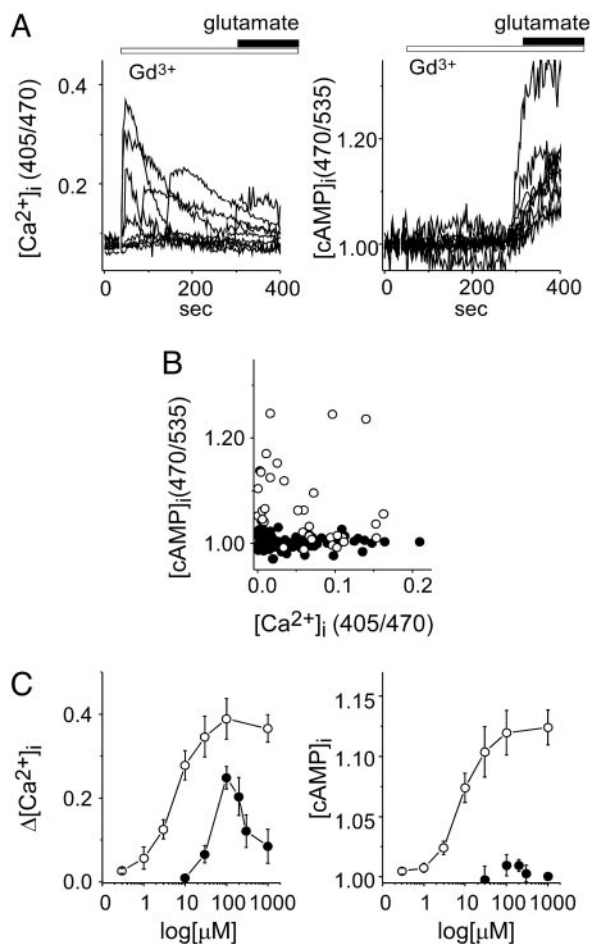 A
glutamate
Gd3+
[Ca2+]i (405/470)
0.4
0.2
0
200
400
sec
glutamate
Gd3+
[cAMP]i(470/535)
1.20
1.00
0
200
400
sec
B
[cAMP]i(470/535)
1.20
1.00
0.0
0.1
0.2
[Ca2+]i (405/470)
C
Δ[Ca2+]i
0.4
0.2
0.0
0 1 10 100 1000
log[μM]
[cAMP]i
1.15
1.10
1.05
1.00
0 1 10 100 1000
log[μM]